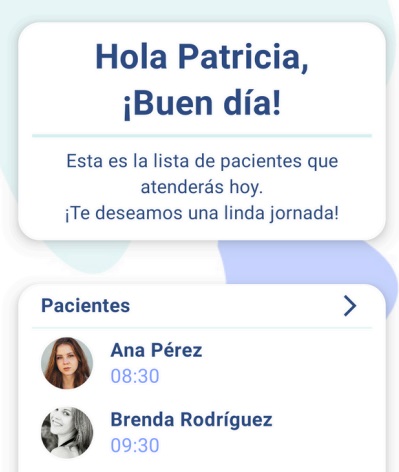 Hola Patricia,
¡Buen día!
Esta es la lista de pacientes que
atenderás hoy.
¡Te deseamos una linda jornada!
Pacientes
Ana Pérez
08:30
Brenda Rodríguez
09:30